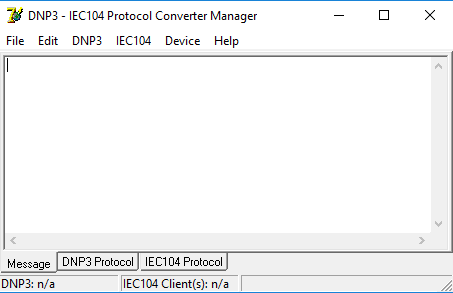 DNP3 - IEC104 Protocol Converter Manager
File Edit DNP3 IEC104 Device Help
Message DNP3 Protocol IEC104 Protocol
DNP3: n/a IEC104 Client(s): n/a